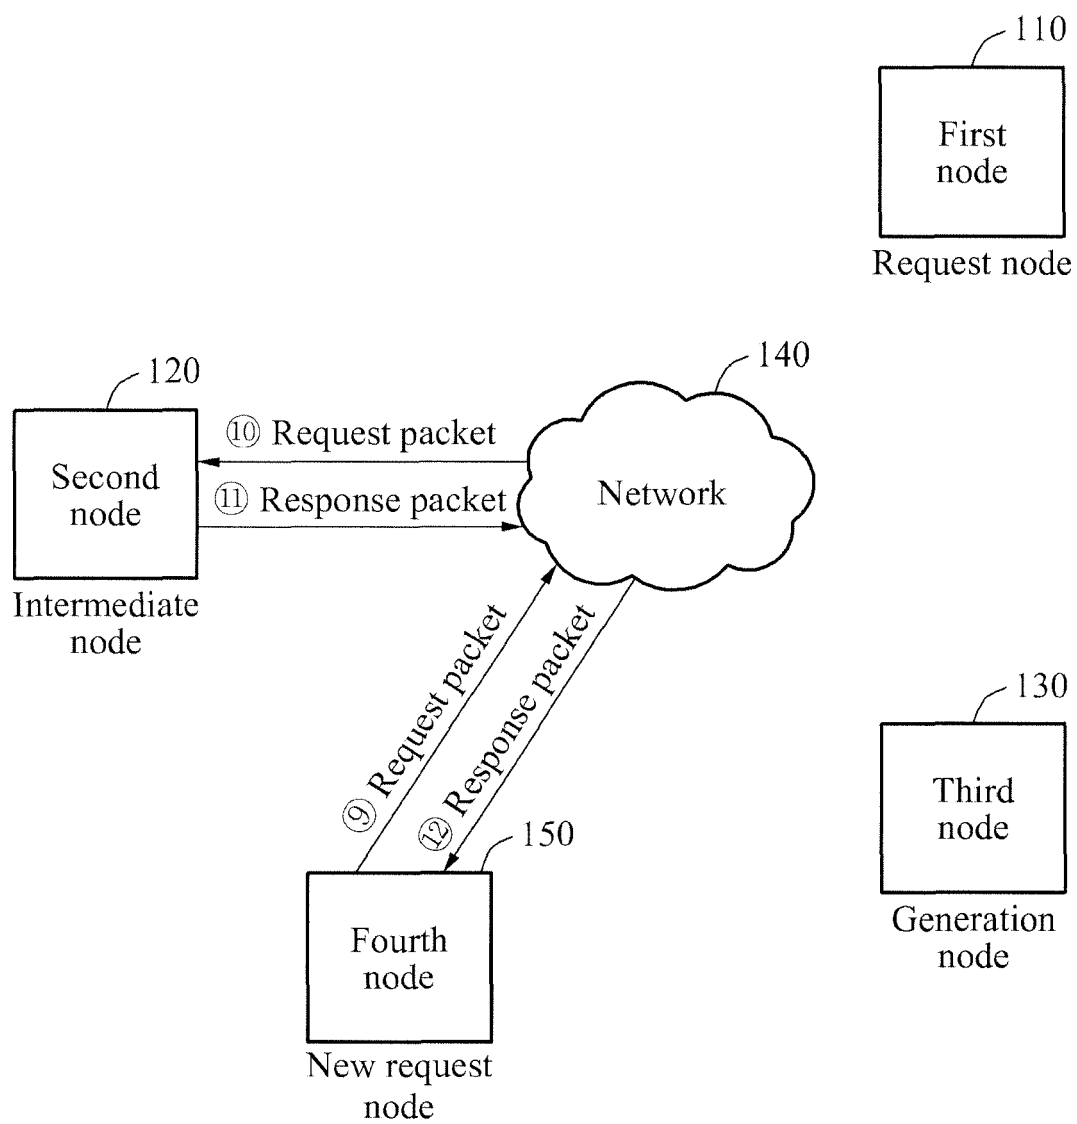 110
First
node
Request node
120
140
⑩ Request packet
Second
node
Network
⑪ Response packet
Intermediate
node
⑨ Request packet
⑫ Response packet
130
Third
node
150
Generation
node
Fourth
node
New request
node